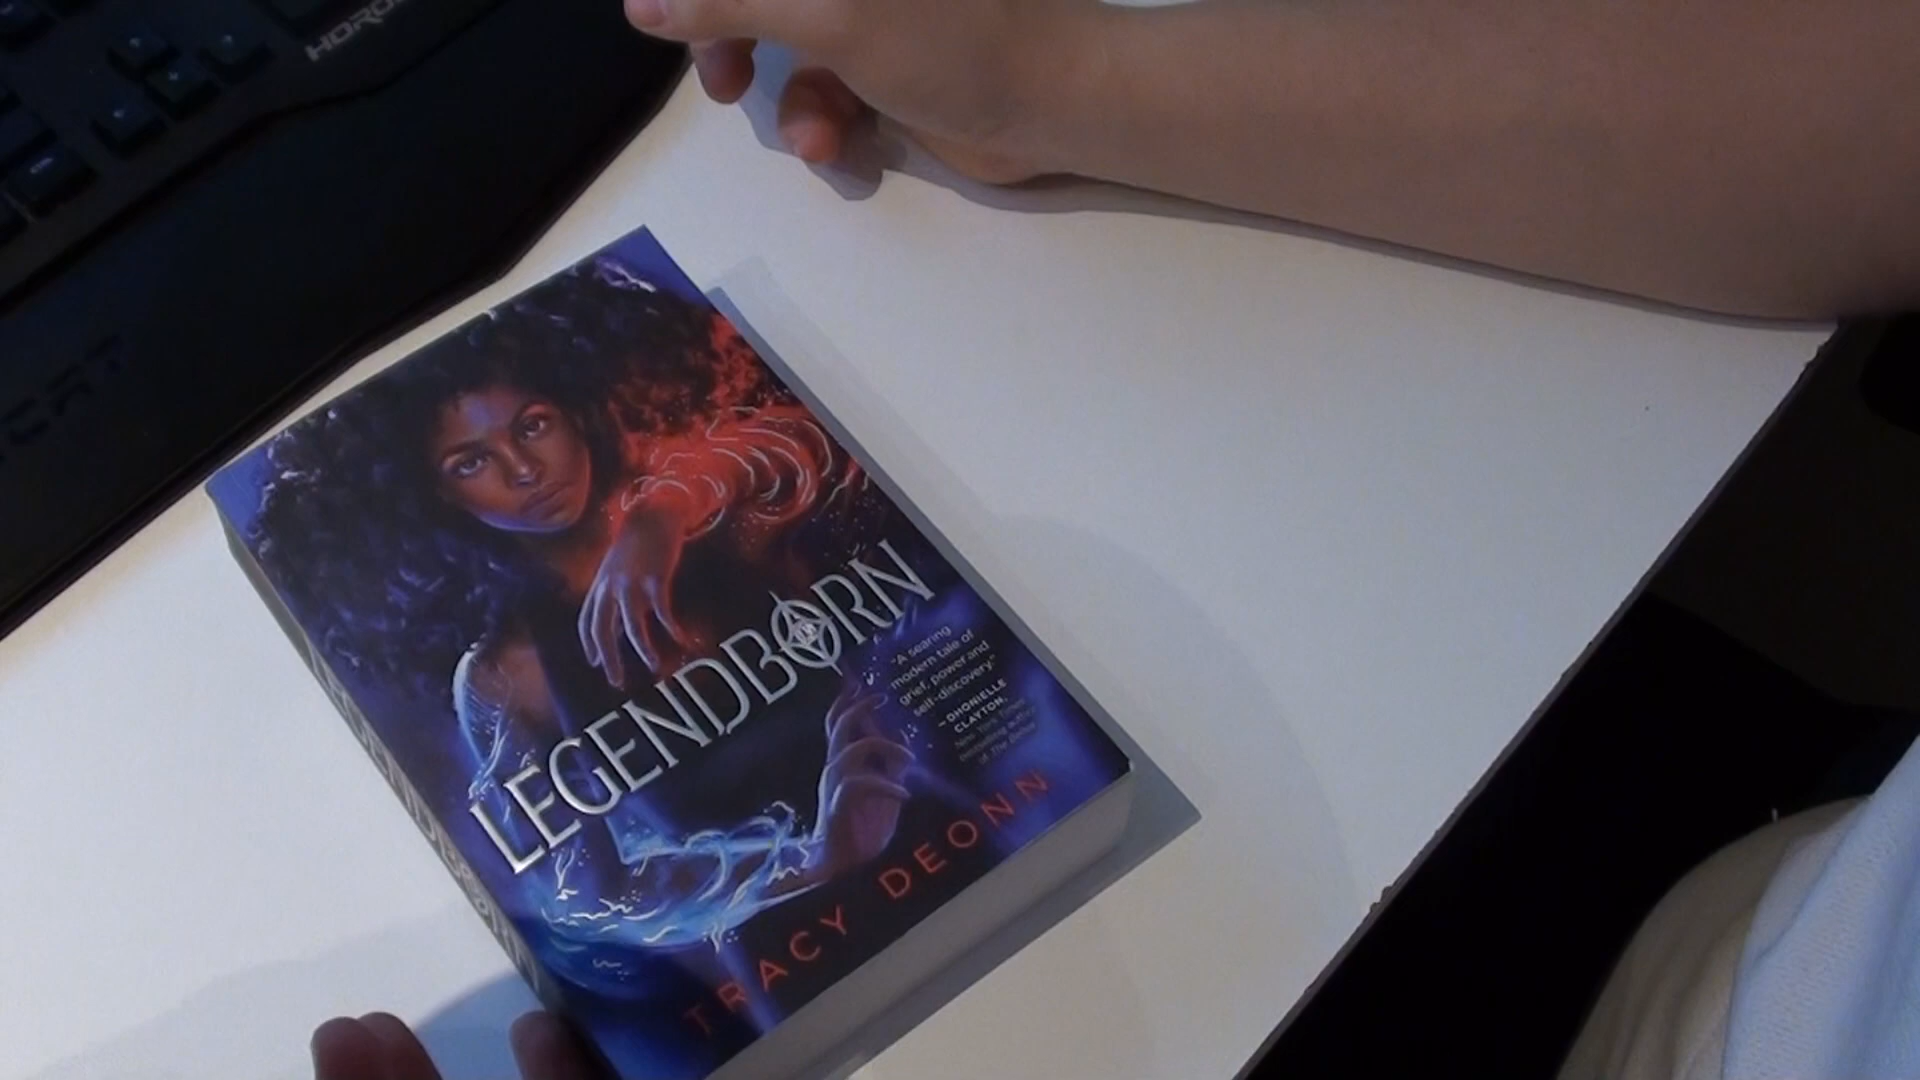 LEGENDBORN
"A searing
modern tale of
grief, power and
self-discovery."
—DHONIELLE
CLAYTON,
New York Times
bestselling author
of The Belles
TRACY DEONN
LEGENDBORN